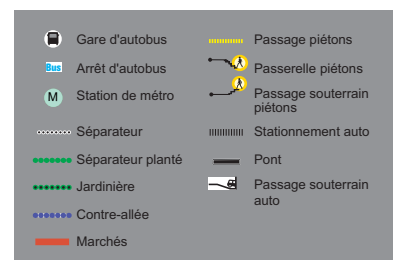 Gare d'autobus
Bus Arrêt d'autobus
M Station de métro
Séparateur
Séparateur planté
Jardinière
Contre-allée
Marchés
Passage piétons
Passerelle piétons
Passage souterrain
piétons
Stationnement auto
Pont
Passage souterrain
auto